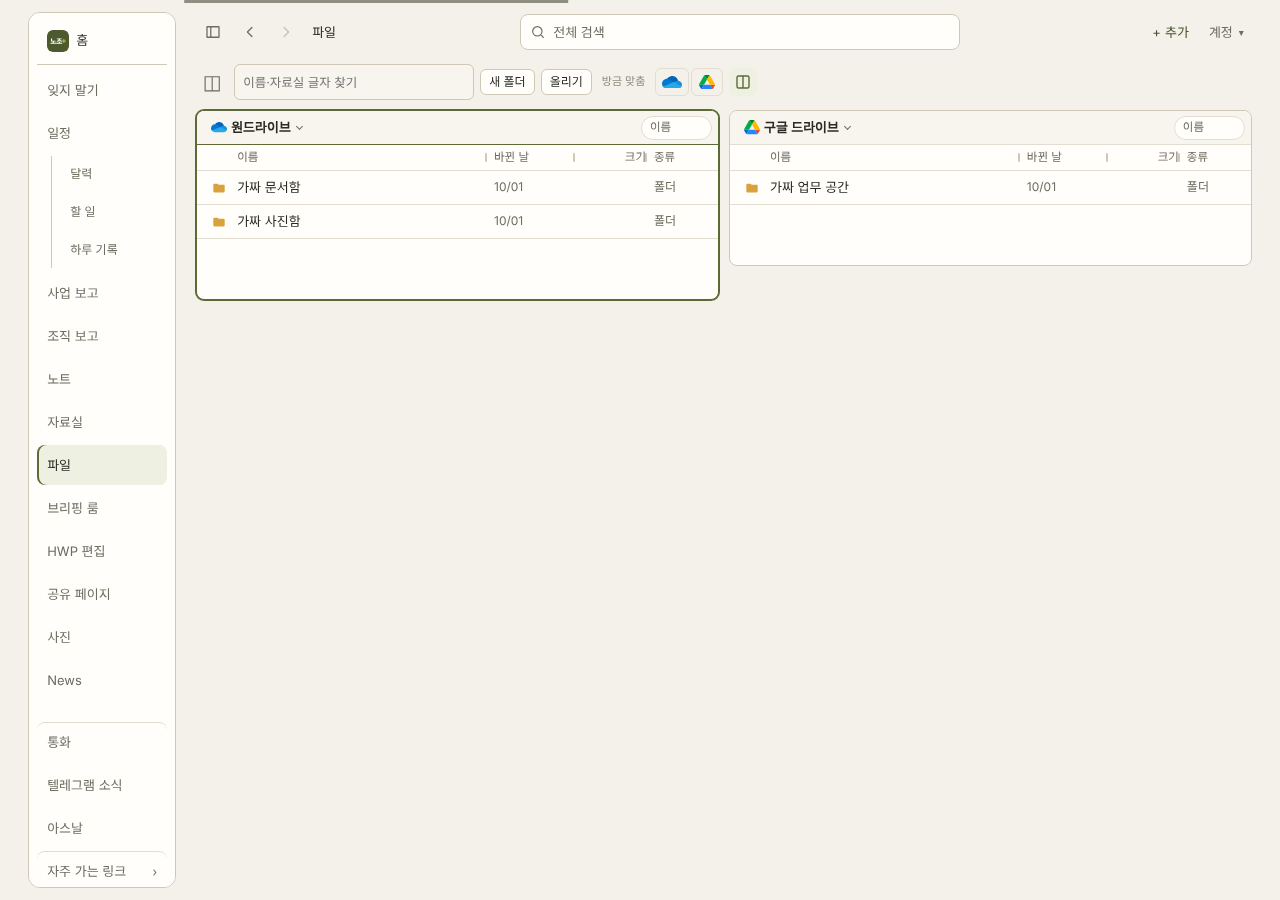 노조+ 홈
잊지 말기
일정
달력
할 일
하루 기록
사업 보고
조직 보고
노트
자료실
파일
브리핑 룸
HWP 편집
공유 페이지
사진
News
통화
텔레그램 소식
아스날
자주 가는 링크 ›
파일
전체 검색
+ 추가
계정 ▾
이름·자료실 글자 찾기
새 폴더
올리기
방금 맞춤
원드라이브
이름
이름 바뀐 날 크기 종류
가짜 문서함 10/01 폴더
가짜 사진함 10/01 폴더
구글 드라이브
이름
이름 바뀐 날 크기 종류
가짜 업무 공간 10/01 폴더